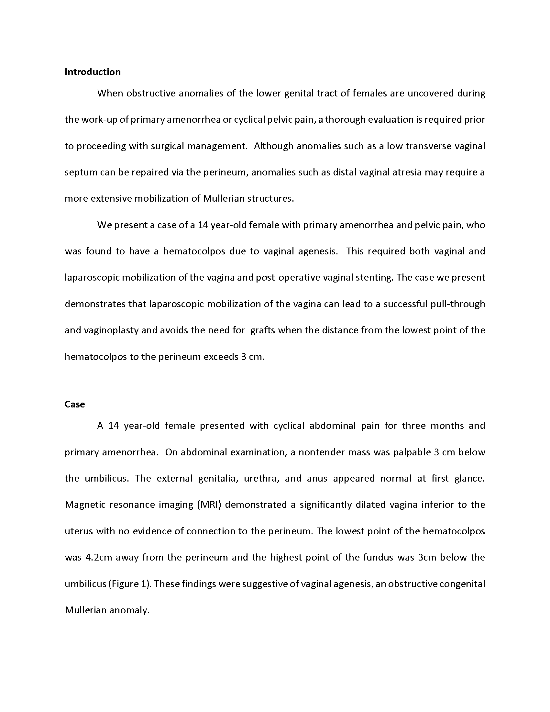 Introduction
When obstructive anomalies of the lower genital tract of females are uncovered during
the work-up of primary amenorrhea or cyclical pelvic pain, a thorough evaluation is required prior
to proceeding with surgical management.  Although anomalies such as a low transverse vaginal
septum can be repaired via the perineum, anomalies such as distal vaginal atresia may require a
more extensive mobilization of Mullerian structures.
We present a case of a 14 year-old female with primary amenorrhea and pelvic pain, who
was found to have a hematocolpos due to vaginal agenesis.  This required both vaginal and
laparoscopic mobilization of the vagina and post-operative vaginal stenting. The case we present
demonstrates that laparoscopic mobilization of the vagina can lead to a successful pull-through
and vaginoplasty and avoids the need for  grafts when the distance from the lowest point of the
hematocolpos to the perineum exceeds 3 cm.
Case
A 14 year-old female presented with cyclical abdominal pain for three months and
primary amenorrhea.  On abdominal examination, a nontender mass was palpable 3 cm below
the umbilicus. The external genitalia, urethra, and anus appeared normal at first glance.
Magnetic resonance imaging (MRI) demonstrated a significantly dilated vagina inferior to the
uterus with no evidence of connection to the perineum. The lowest point of the hematocolpos
was 4.2cm away from the perineum and the highest point of the fundus was 3cm below the
umbilicus (Figure 1). These findings were suggestive of vaginal agenesis, an obstructive congenital
Mullerian anomaly.